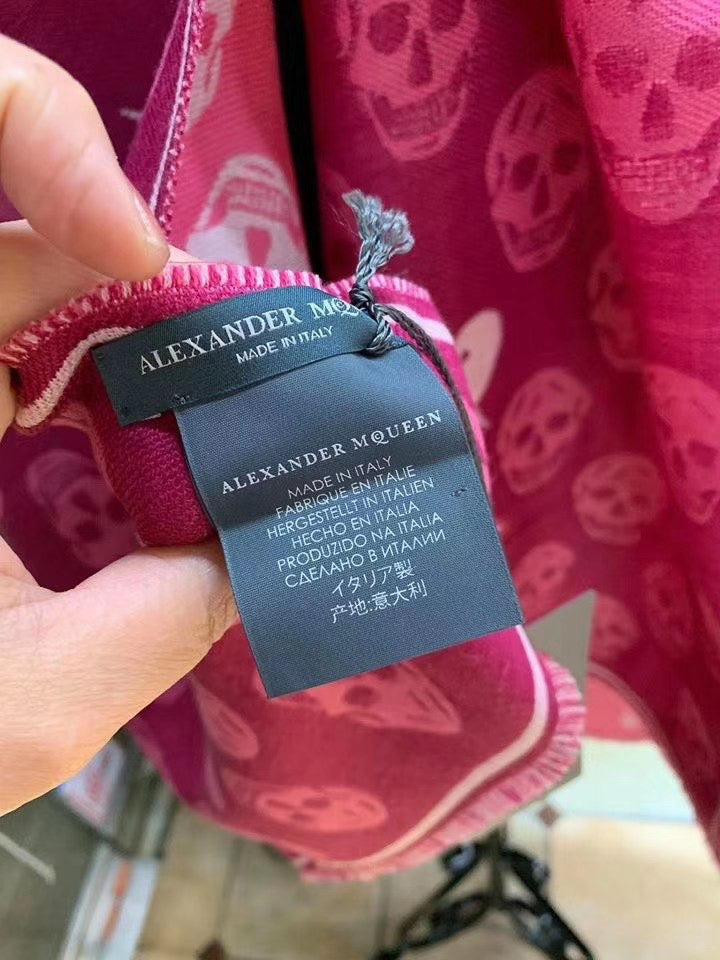 ALEXANDER MQ
MADE IN ITALY
ALEXANDER MQUEEN
MADE IN ITALY
FABRIQUE EN ITALIE
HERGESTELLT IN ITALIEN
HECHO EN ITALIA
PRODUZIDO NA ITALIA
СДЕЛАНО В ИТАЛИИ
イタリア製
产地:意大利